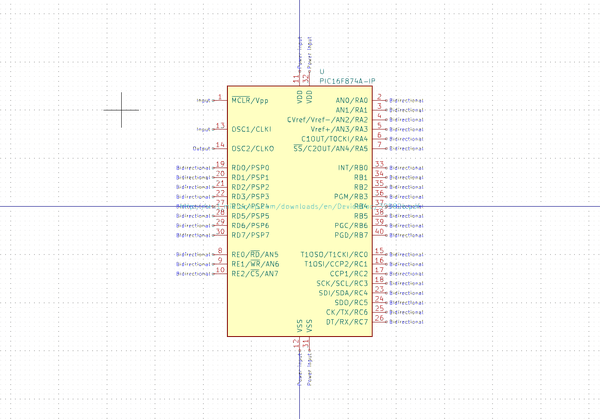 Power Input
Power Input
11
32
U
PIC16F874A-IP
VDD
VDD
Input 1 MCLR/Vpp
Input 13 OSC1/CLKI
Output 14 OSC2/CLKO
Bidirectional 19 RD0/PSP0
Bidirectional 20 RD1/PSP1
Bidirectional 21 RD2/PSP2
Bidirectional 22 RD3/PSP3
Bidirectional 27 RD4/PSP4
Bidirectional 28 RD5/PSP5
Bidirectional 29 RD6/PSP6
Bidirectional 30 RD7/PSP7
Bidirectional 8 RE0/RD/AN5
Bidirectional 9 RE1/WR/AN6
Bidirectional 10 RE2/CS/AN7
AN0/RA0 2 Bidirectional
AN1/RA1 3 Bidirectional
CVref/Vref-/AN2/RA2 4 Bidirectional
Vref+/AN3/RA3 5 Bidirectional
C1OUT/T0CKI/RA4 6 Bidirectional
SS/C2OUT/AN4/RA5 7 Bidirectional
INT/RB0 33 Bidirectional
RB1 34 Bidirectional
RB2 35 Bidirectional
PGM/RB3 36 Bidirectional
RB4 37 Bidirectional
RB5 38 Bidirectional
PGC/RB6 39 Bidirectional
PGD/RB7 40 Bidirectional
T1OSO/T1CKI/RC0 15 Bidirectional
T1OSI/CCP2/RC1 16 Bidirectional
CCP1/RC2 17 Bidirectional
SCK/SCL/RC3 18 Bidirectional
SDI/SDA/RC4 23 Bidirectional
SDO/RC5 24 Bidirectional
CK/TX/RC6 25 Bidirectional
DT/RX/RC7 26 Bidirectional
VSS
VSS
12
31
Power Input
Power Input